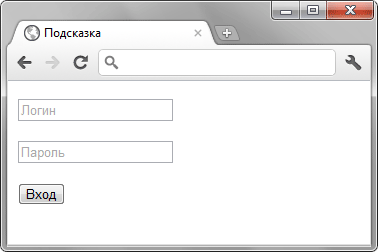 Подсказка
Логин
Пароль
Вход